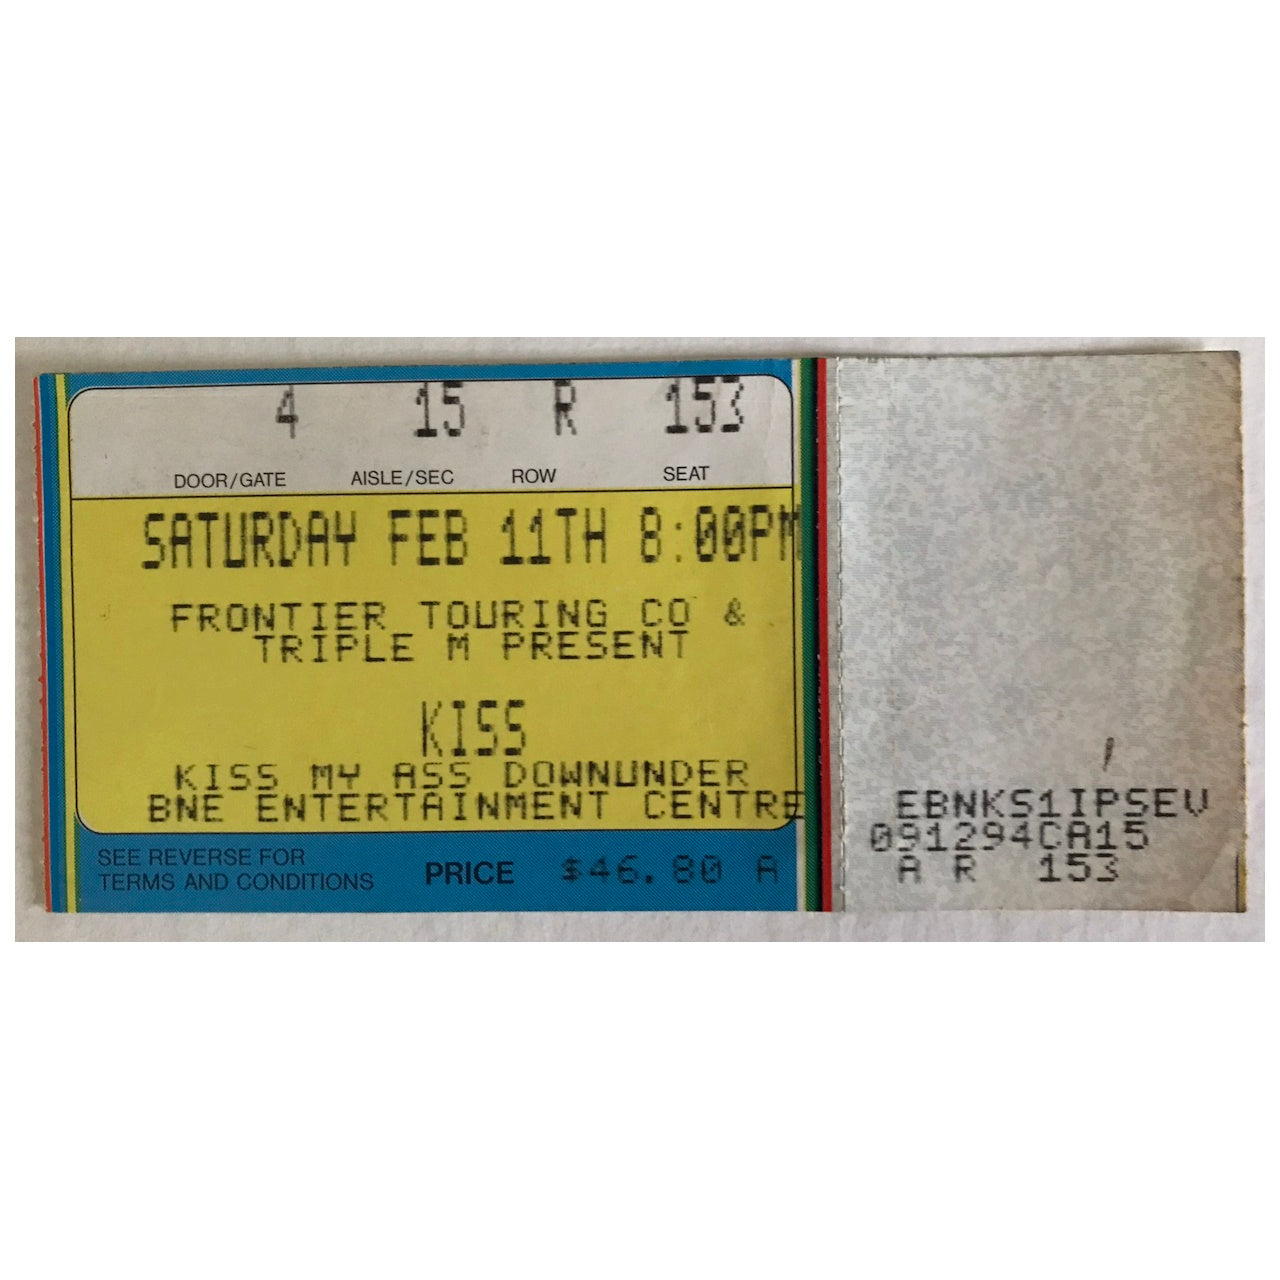 4 15 R 153
DOOR/GATE AISLE/SEC ROW SEAT
SATURDAY FEB 11TH 8:00PM
FRONTIER TOURING CO &
TRIPLE M PRESENT
KISS
KISS MY ASS DOWNUNDER
BNE ENTERTAINMENT CENTRE
SEE REVERSE FOR
TERMS AND CONDITIONS
PRICE $46.80 A
EBNKS1IPSEV
091294CA15
A R 153